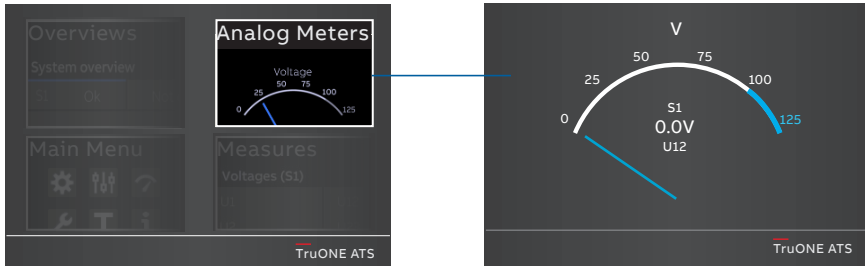 Overviews
System overview
Ok
Analog Meters
Voltage
0 25 50 75 100 125
Main Menu
Measures
Voltages (S1)
TruONE ATS
V
0 25 50 75 100 125
S1
0.0V
U12
TruONE ATS